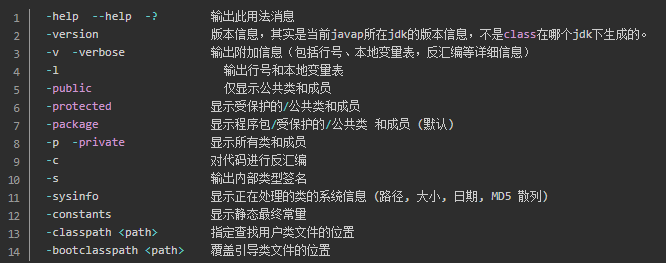 1 -help --help -? 输出此用法消息
2 -version 版本信息，其实是当前javap所在jdk的版本信息，不是class在哪个jdk下生成的。
3 -v -verbose 输出附加信息（包括行号、本地变量表，反汇编等详细信息）
4 -l 输出行号和本地变量表
5 -public 仅显示公共类和成员
6 -protected 显示受保护的/公共类和成员
7 -package 显示程序包/受保护的/公共类 和成员 (默认)
8 -p -private 显示所有类和成员
9 -c 对代码进行反汇编
10 -s 输出内部类型签名
11 -sysinfo 显示正在处理的类的系统信息 (路径, 大小, 日期, MD5 散列)
12 -constants 显示静态最终常量
13 -classpath <path> 指定查找用户类文件的位置
14 -bootclasspath <path> 覆盖引导类文件的位置